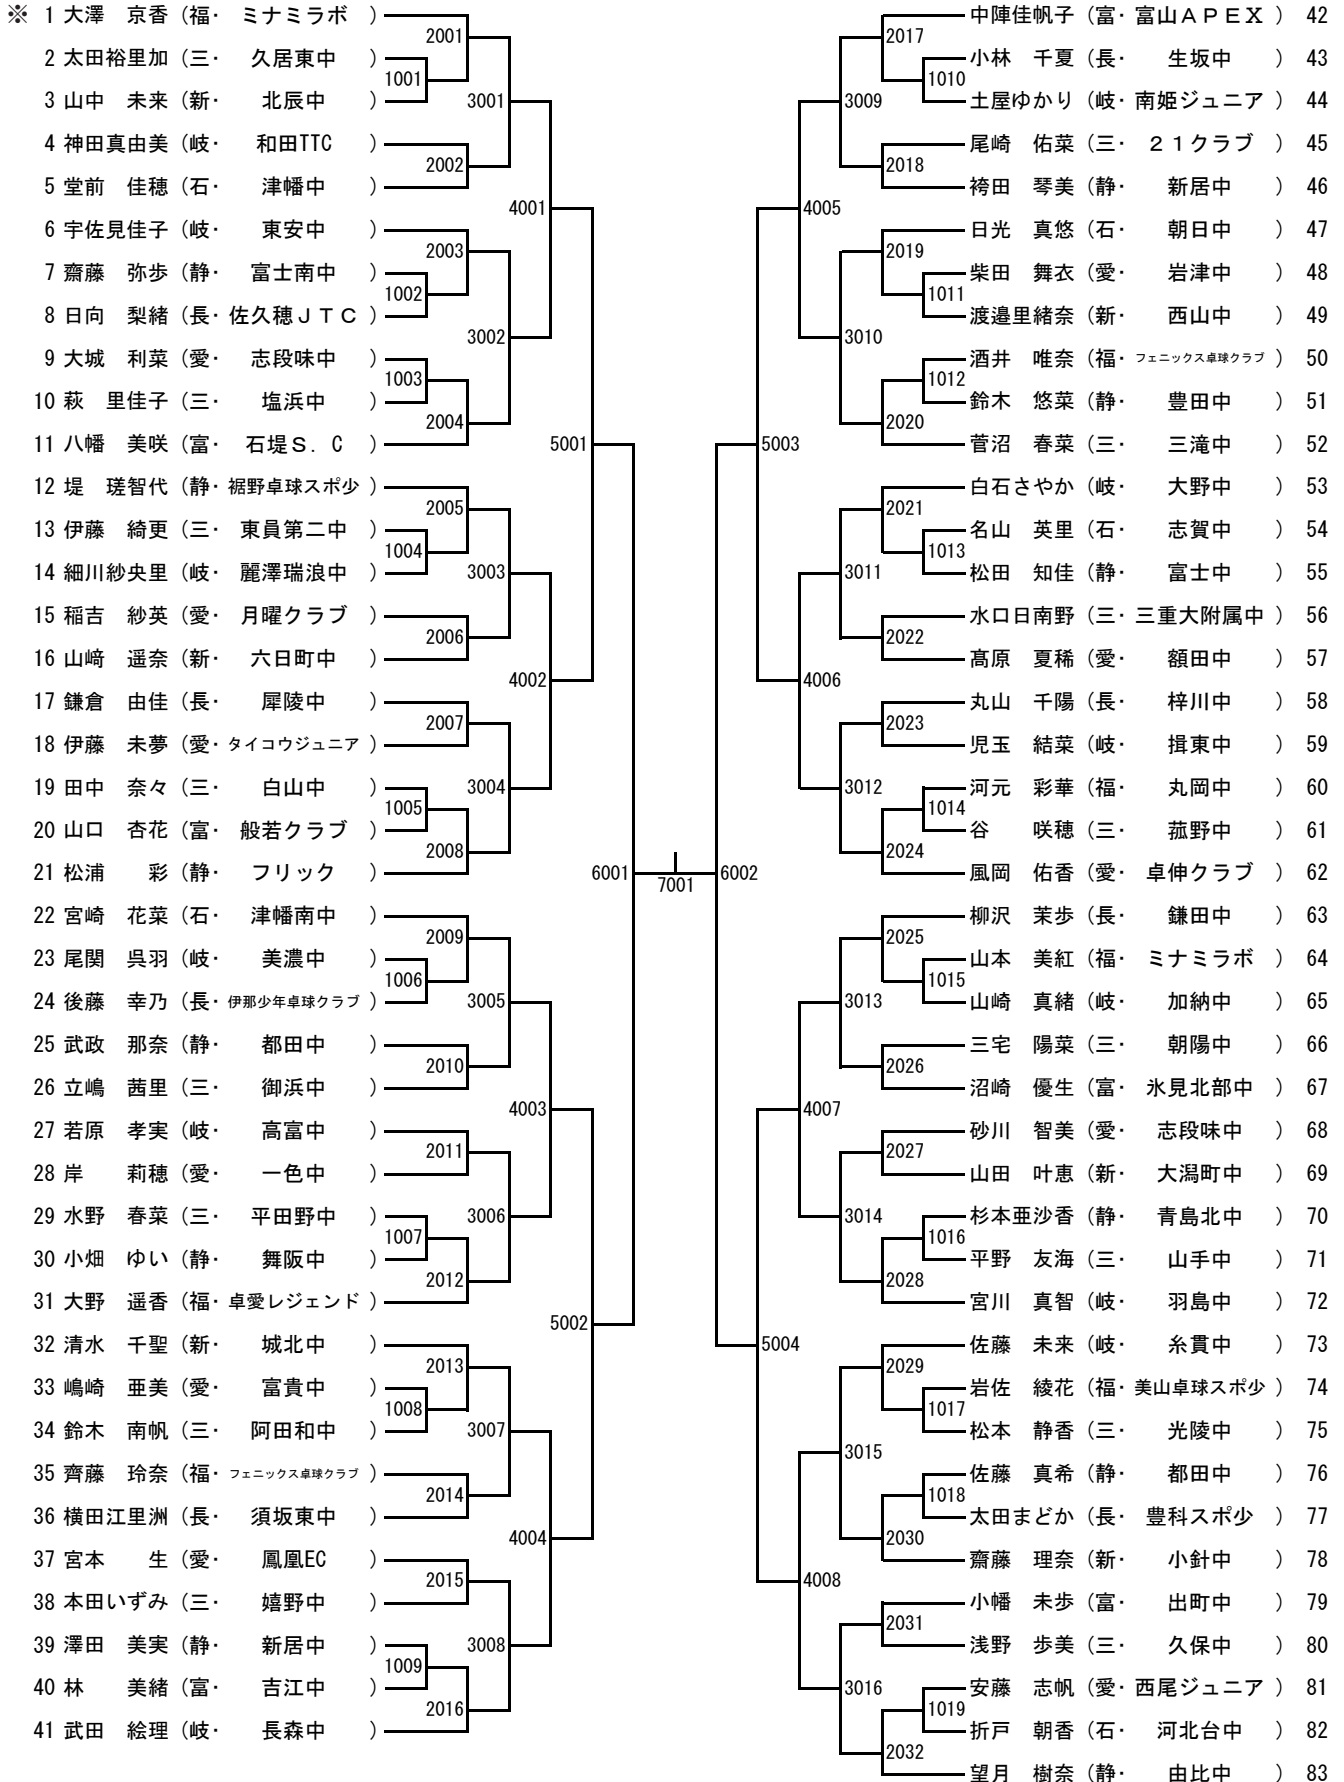 ※ 1 大澤　京香 (福・ ミナミラボ )
2 太田裕里加 (三・ 久居東中 )
3 山中　未来 (新・ 北辰中 )
4 神田真由美 (岐・ 和田TTC )
5 堂前　佳穂 (石・ 津幡中 )
6 宇佐見佳子 (岐・ 東安中 )
7 齋藤　弥歩 (静・ 富士南中 )
8 日向　梨緒 (長・ 佐久穂ＪＴＣ )
9 大城　利菜 (愛・ 志段味中 )
10 萩　里佳子 (三・ 塩浜中 )
11 八幡　美咲 (富・ 石堤Ｓ．Ｃ )
12 堤　瑳智代 (静・ 裾野卓球スポ少 )
13 伊藤　綺更 (三・ 東員第二中 )
14 細川紗央里 (岐・ 麗澤瑞浪中 )
15 稲吉　紗英 (愛・ 月曜クラブ )
16 山﨑　遥奈 (新・ 六日町中 )
17 鎌倉　由佳 (長・ 犀陵中 )
18 伊藤　未夢 (愛・ タイコウジュニア )
19 田中　奈々 (三・ 白山中 )
20 山口　杏花 (富・ 般若クラブ )
21 松浦　　彩 (静・ フリック )
22 宮崎　花菜 (石・ 津幡南中 )
23 尾関　呉羽 (岐・ 美濃中 )
24 後藤　幸乃 (長・ 伊那少年卓球クラブ )
25 武政　那奈 (静・ 都田中 )
26 立嶋　茜里 (三・ 御浜中 )
27 若原　孝実 (岐・ 高富中 )
28 岸　　莉穂 (愛・ 一色中 )
29 水野　春菜 (三・ 平田野中 )
30 小畑　ゆい (静・ 舞阪中 )
31 大野　遥香 (福・ 卓愛レジェンド )
32 清水　千聖 (新・ 城北中 )
33 嶋崎　亜美 (愛・ 富貴中 )
34 鈴木　南帆 (三・ 阿田和中 )
35 齊藤　玲奈 (福・ フェニックス卓球クラブ )
36 横田江里洲 (長・ 須坂東中 )
37 宮本　　生 (愛・ 鳳凰EC )
38 本田いずみ (三・ 嬉野中 )
39 澤田　美実 (静・ 新居中 )
40 林　　美緒 (富・ 吉江中 )
41 武田　絵理 (岐・ 長森中 )
1001
1002
1003
1004
1005
1006
1007
1008
1009
2001
2002
2003
2004
2005
2006
2007
2008
2009
2010
2011
2012
2013
2014
2015
2016
3001
3002
3003
3004
3005
3006
3007
3008
4001
4002
4003
4004
5001
5002
6001
7001
6002
5003
5004
4005
4006
4007
4008
3009
3010
3011
3012
3013
3014
3015
3016
2017
2018
2019
2020
2021
2022
2023
2024
2025
2026
2027
2028
2029
2030
2031
2032
1010
1011
1012
1013
1014
1015
1016
1017
1018
1019
中陣佳帆子 (富・ 富山ＡＰＥＸ ) 42
小林　千夏 (長・ 生坂中 ) 43
土屋ゆかり (岐・ 南姫ジュニア ) 44
尾崎　佑菜 (三・ ２１クラブ ) 45
袴田　琴美 (静・ 新居中 ) 46
日光　真悠 (石・ 朝日中 ) 47
柴田　舞衣 (愛・ 岩津中 ) 48
渡邉里緒奈 (新・ 西山中 ) 49
酒井　唯奈 (福・ フェニックス卓球クラブ ) 50
鈴木　悠菜 (静・ 豊田中 ) 51
菅沼　春菜 (三・ 三滝中 ) 52
白石さやか (岐・ 大野中 ) 53
名山　英里 (石・ 志賀中 ) 54
松田　知佳 (静・ 富士中 ) 55
水口日南野 (三・ 三重大附属中 ) 56
髙原　夏稀 (愛・ 額田中 ) 57
丸山　千陽 (長・ 梓川中 ) 58
児玉　結菜 (岐・ 揖東中 ) 59
河元　彩華 (福・ 丸岡中 ) 60
谷　　咲穂 (三・ 菰野中 ) 61
風岡　佑香 (愛・ 卓伸クラブ ) 62
柳沢　茉歩 (長・ 鎌田中 ) 63
山本　美紅 (福・ ミナミラボ ) 64
山崎　真緒 (岐・ 加納中 ) 65
三宅　陽菜 (三・ 朝陽中 ) 66
沼崎　優生 (富・ 氷見北部中 ) 67
砂川　智美 (愛・ 志段味中 ) 68
山田　叶恵 (新・ 大潟町中 ) 69
杉本亜沙香 (静・ 青島北中 ) 70
平野　友海 (三・ 山手中 ) 71
宮川　真智 (岐・ 羽島中 ) 72
佐藤　未来 (岐・ 糸貫中 ) 73
岩佐　綾花 (福・ 美山卓球スポ少 ) 74
松本　静香 (三・ 光陵中 ) 75
佐藤　真希 (静・ 都田中 ) 76
太田まどか (長・ 豊科スポ少 ) 77
齋藤　理奈 (新・ 小針中 ) 78
小幡　未歩 (富・ 出町中 ) 79
浅野　歩美 (三・ 久保中 ) 80
安藤　志帆 (愛・ 西尾ジュニア ) 81
折戸　朝香 (石・ 河北台中 ) 82
望月　樹奈 (静・ 由比中 ) 83